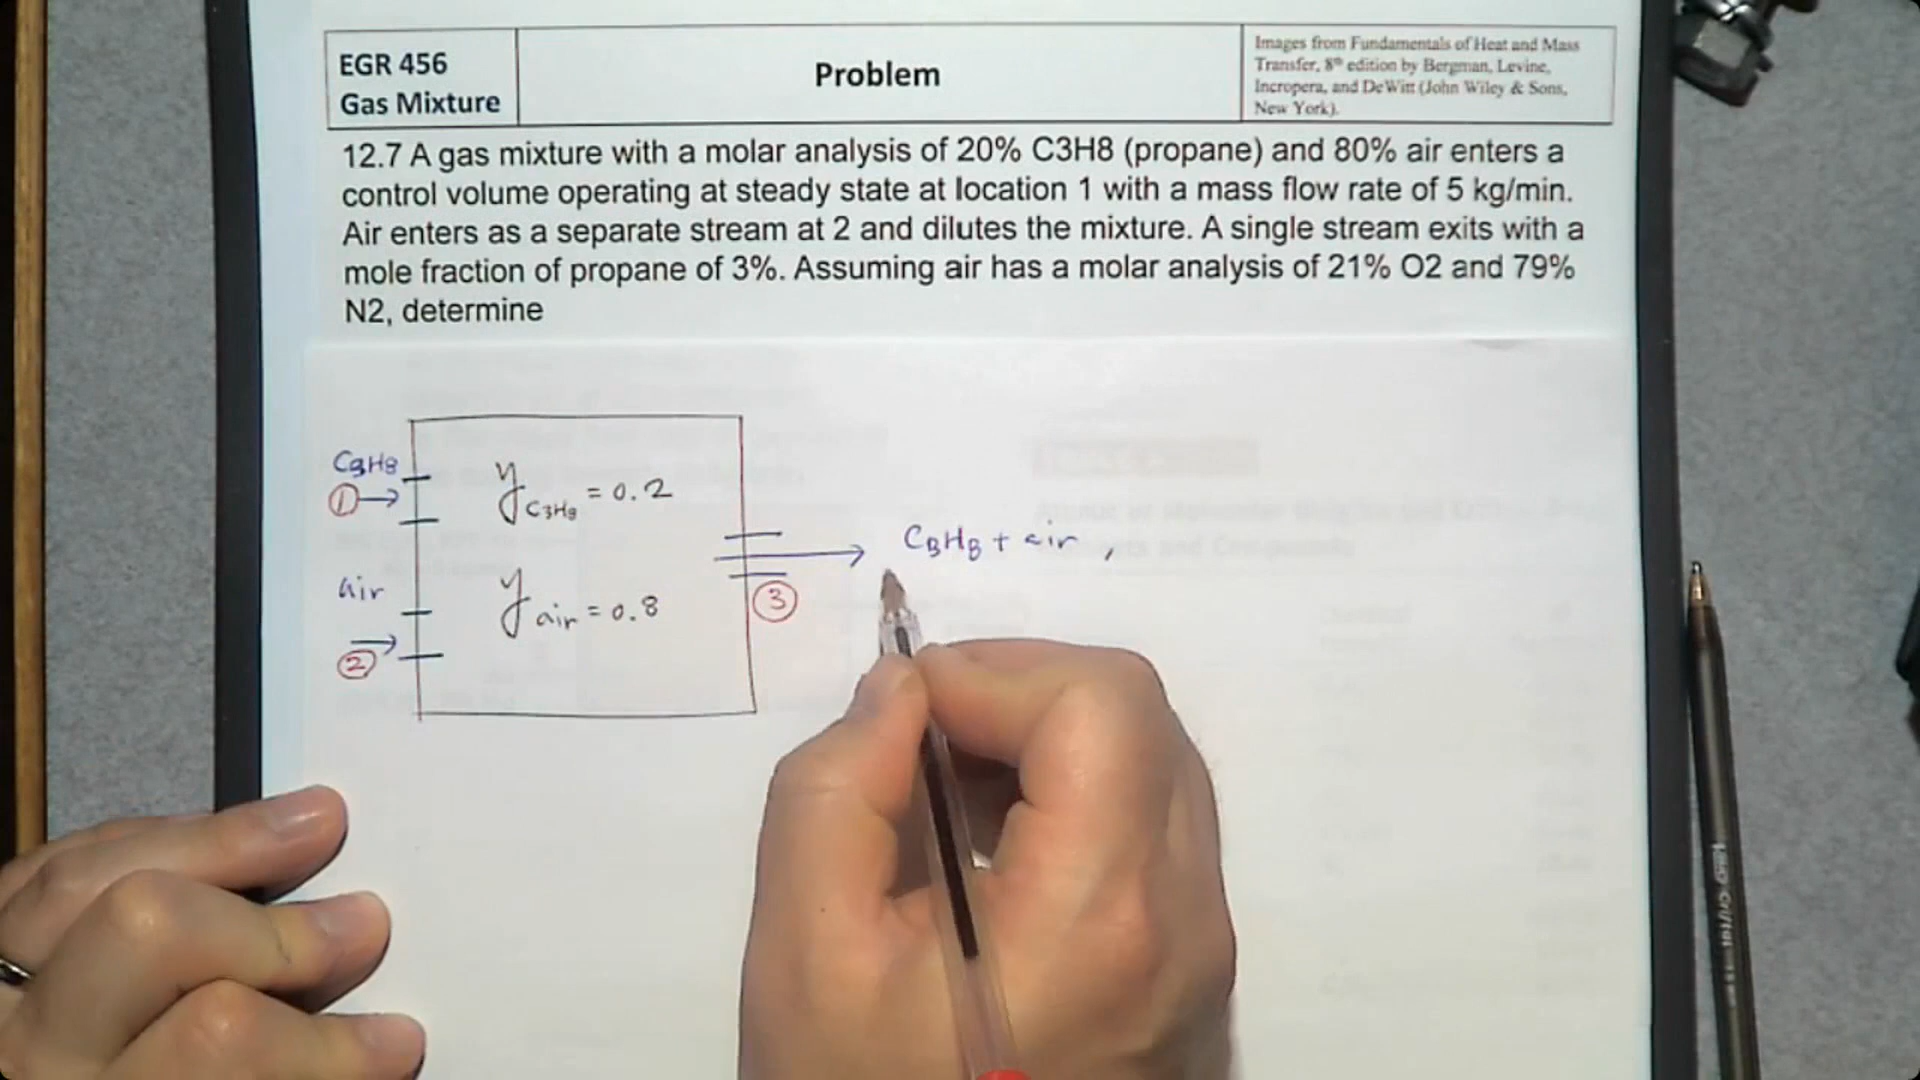 EGR 456
Gas Mixture
Problem
Images from Fundamentals of Heat and Mass
Transfer, 8th edition by Bergman, Levine,
Incropera, and DeWitt (John Wiley & Sons,
New York).
12.7 A gas mixture with a molar analysis of 20% C3H8 (propane) and 80% air enters a
control volume operating at steady state at location 1 with a mass flow rate of 5 kg/min.
Air enters as a separate stream at 2 and dilutes the mixture. A single stream exits with a
mole fraction of propane of 3%. Assuming air has a molar analysis of 21% O2 and 79%
N2, determine
C3H8
1 →
y C3H8 = 0.2
C3H8 + air ,
air
y air = 0.8
3
→
2